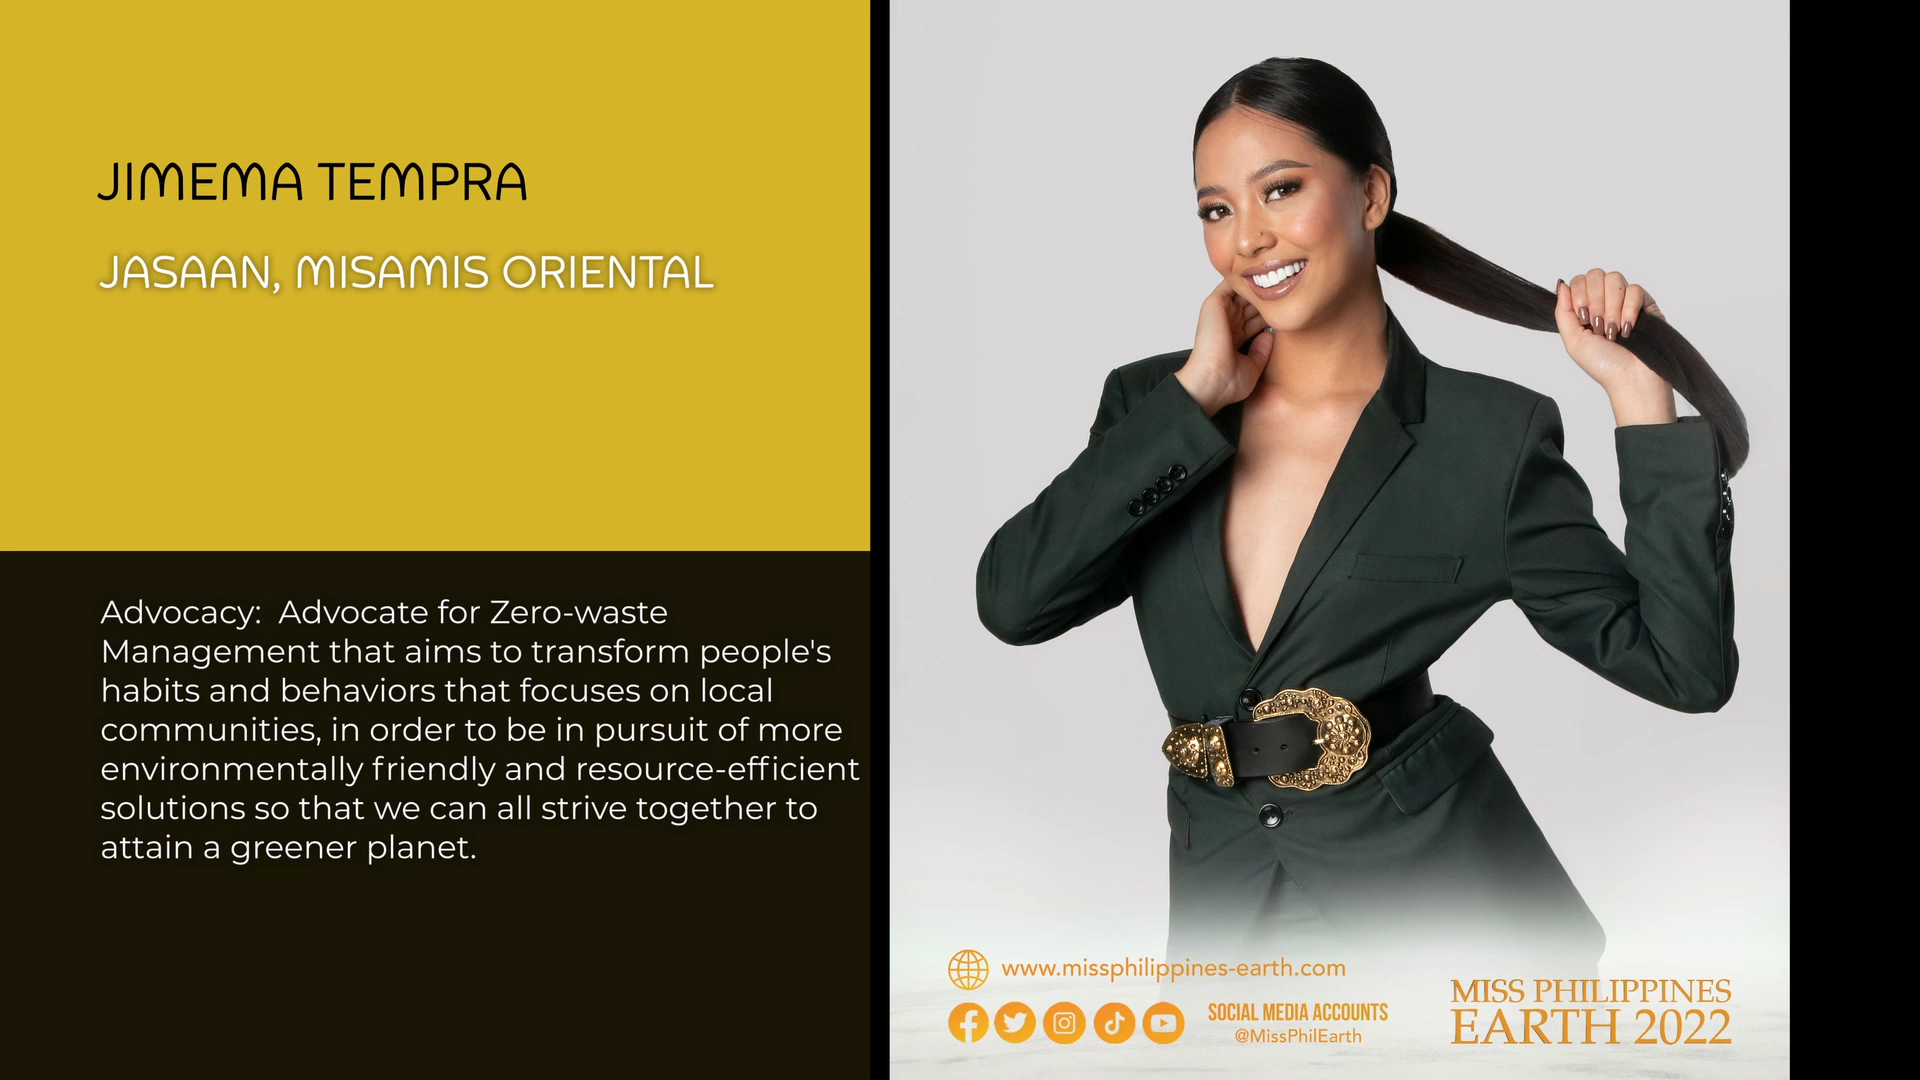 JIMEMA TEMPRA
JASAAN, MISAMIS ORIENTAL
Advocacy:  Advocate for Zero-waste
Management that aims to transform people's
habits and behaviors that focuses on local
communities, in order to be in pursuit of more
environmentally friendly and resource-efficient
solutions so that we can all strive together to
attain a greener planet.
www.missphilippines-earth.com
SOCIAL MEDIA ACCOUNTS
@MissPhilEarth
MISS PHILIPPINES
EARTH 2022